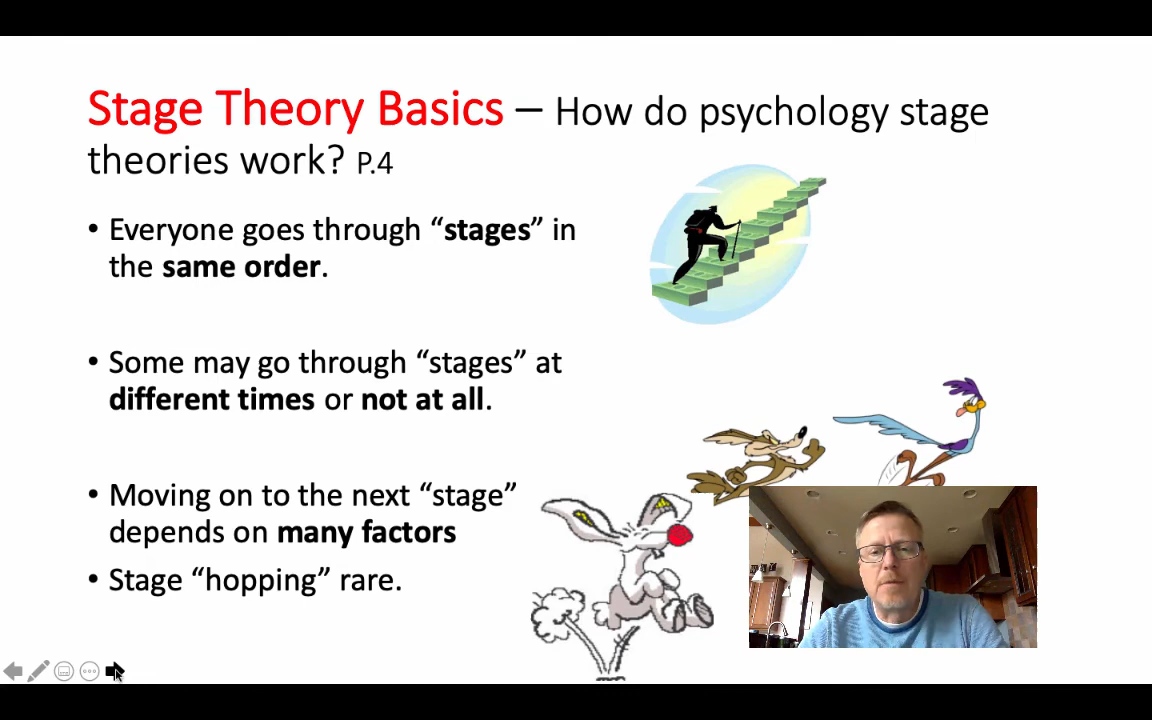 Stage Theory Basics – How do psychology stage
theories work? P.4
• Everyone goes through “stages” in
the same order.
• Some may go through “stages” at
different times or not at all.
• Moving on to the next “stage”
depends on many factors
• Stage “hopping” rare.